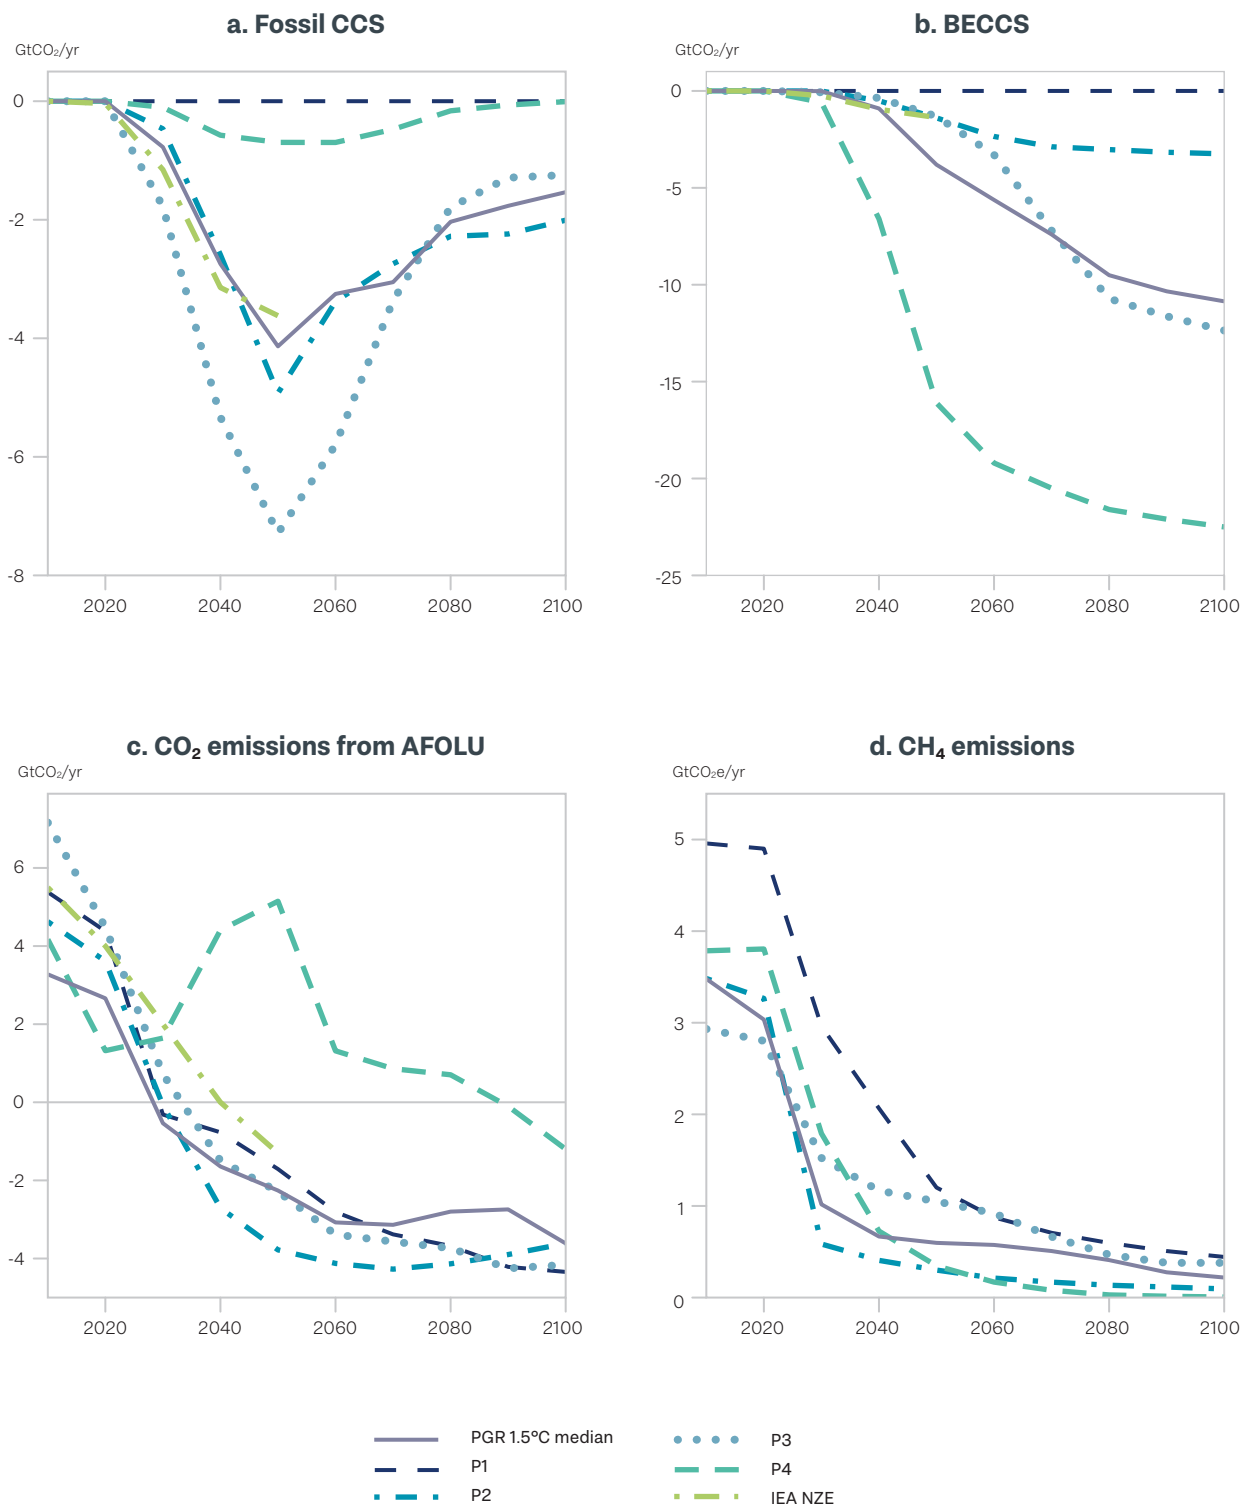 a. Fossil CCS
GtCO₂/yr
0
-2
-4
-6
-8
2020 2040 2060 2080 2100
b. BECCS
GtCO₂/yr
0
-5
-10
-15
-20
-25
2020 2040 2060 2080 2100
c. CO₂ emissions from AFOLU
GtCO₂/yr
6
4
2
0
-2
-4
2020 2040 2060 2080 2100
d. CH₄ emissions
GtCO₂e/yr
5
4
3
2
1
0
2020 2040 2060 2080 2100
PGR 1.5°C median
P1
P2
P3
P4
IEA NZE